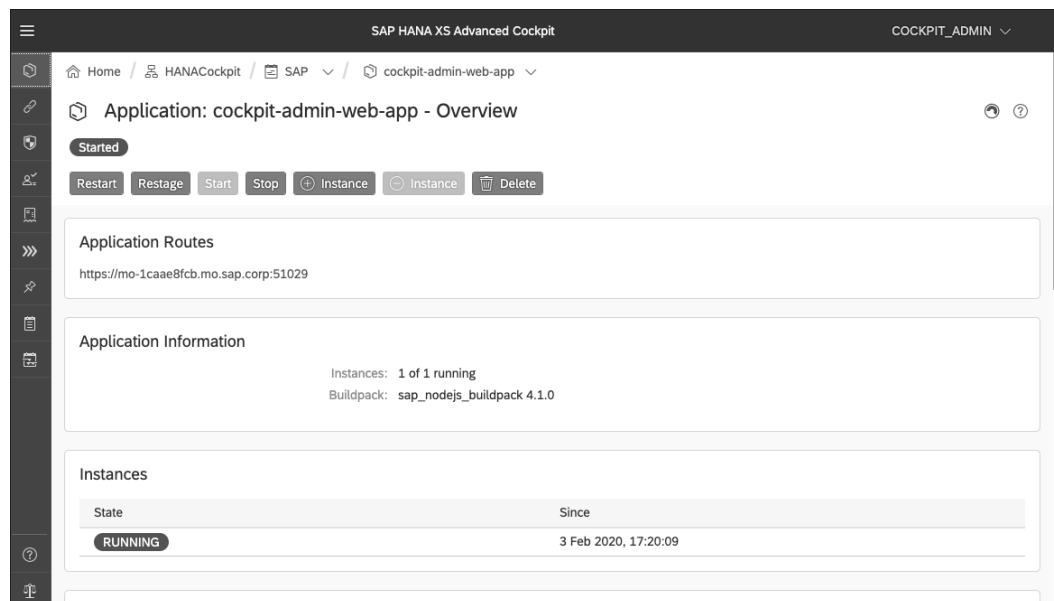 SAP HANA XS Advanced Cockpit COCKPIT_ADMIN
Home / HANACockpit / SAP / cockpit-admin-web-app
Application: cockpit-admin-web-app - Overview
Started
Restart Restage Start Stop Instance Instance Delete
Application Routes
https://mo-1caae8fcb.mo.sap.corp:51029
Application Information
Instances: 1 of 1 running
Buildpack: sap_nodejs_buildpack 4.1.0
Instances
State Since
RUNNING 3 Feb 2020, 17:20:09